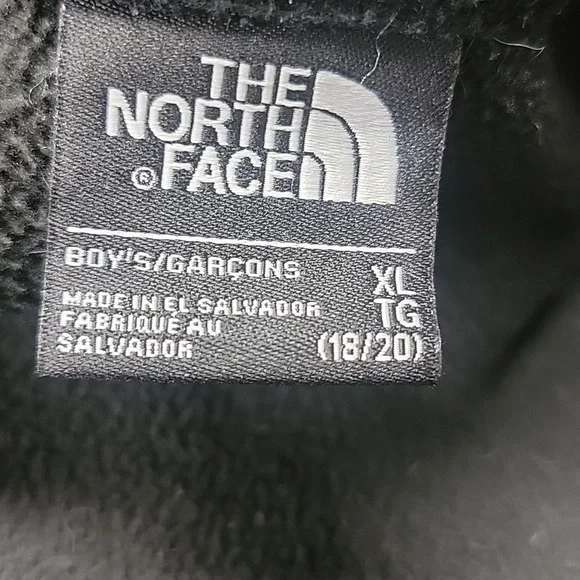 THE
NORTH
®FACE
BOY'S/GARÇONS
XL
TG
(18/20)
MADE IN EL SALVADOR
FABRIQUÉ AU
SALVADOR